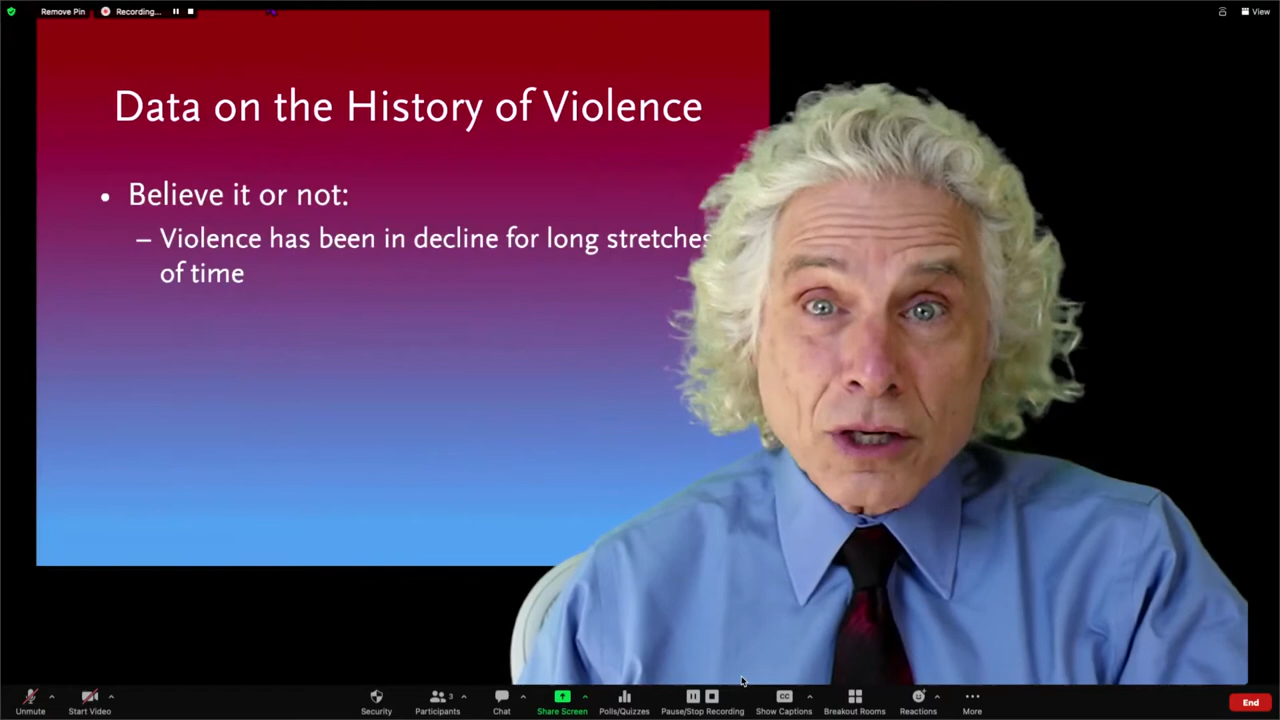 Remove Pin
Recording...
View
Data on the History of Violence
• Believe it or not:
– Violence has been in decline for long stretches
of time
3
Unmute
Start Video
Security
Participants
Chat
Share Screen
Polls/Quizzes
Pause/Stop Recording
CC
Show Captions
Breakout Rooms
Reactions
More
End